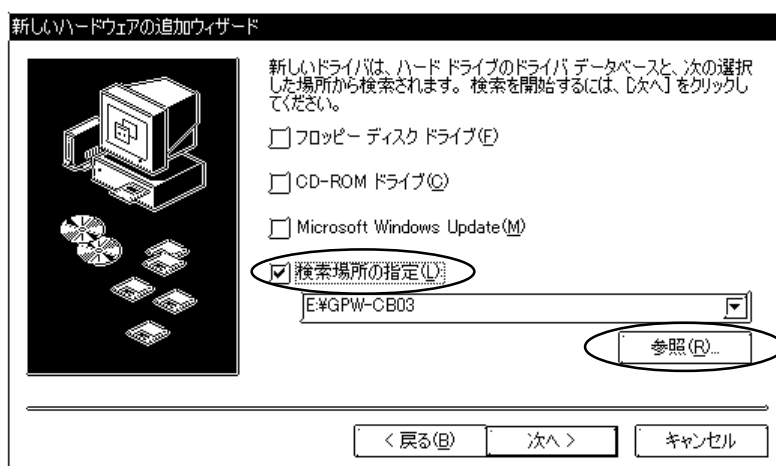 新しいハードウェアの追加ウィザード
新しいドライバは、ハード ドライブのドライバ データベースと、次の選択
した場所から検索されます。検索を開始するには、[次へ] をクリックし
てください。
フロッピー ディスク ドライブ(F)
CD-ROM ドライブ(C)
Microsoft Windows Update(M)
検索場所の指定(L):
E:¥GPW-CB03
参照(R)...
< 戻る(B)
次へ >
キャンセル